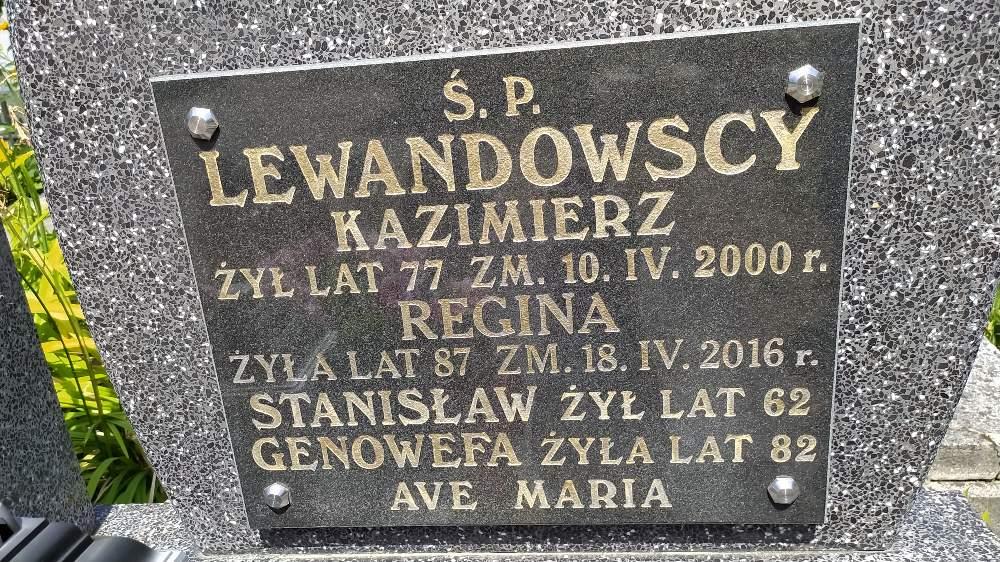 Ś. P.
LEWANDOWSCY
KAZIMIERZ
ŻYŁ LAT 77 ZM. 10. IV. 2000 r.
REGINA
ŻYŁA LAT 87 ZM. 18. IV. 2016 r.
STANISŁAW ŻYŁ LAT 62
GENOWEFA ŻYŁA LAT 82
AVE MARIA